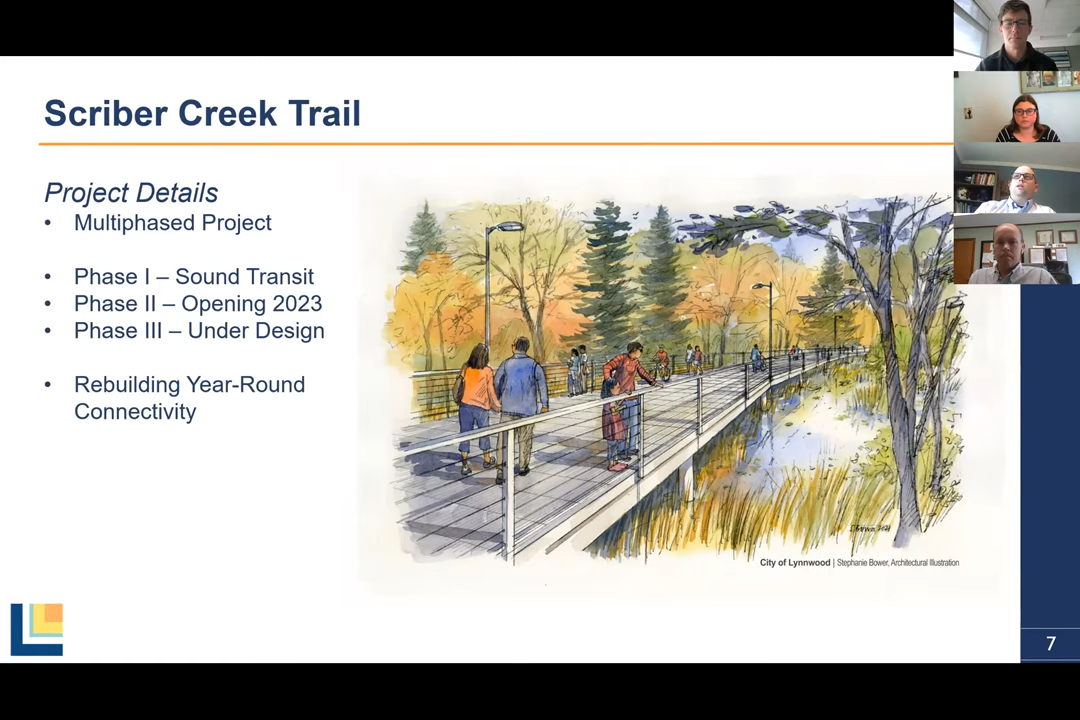 Scriber Creek Trail
Project Details
• Multiphased Project
• Phase I – Sound Transit
• Phase II – Opening 2023
• Phase III – Under Design
• Rebuilding Year-Round
Connectivity
City of Lynnwood | Stephanie Bower, Architectural Illustration
7